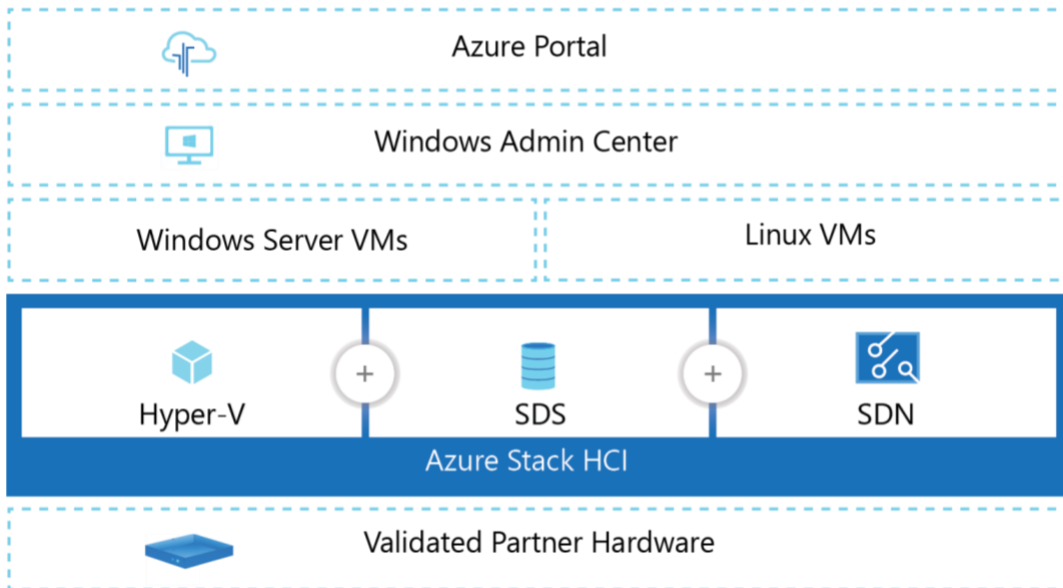 Azure Portal
Windows Admin Center
Windows Server VMs
Linux VMs
+
+
Hyper-V
SDS
SDN
Azure Stack HCI
Validated Partner Hardware